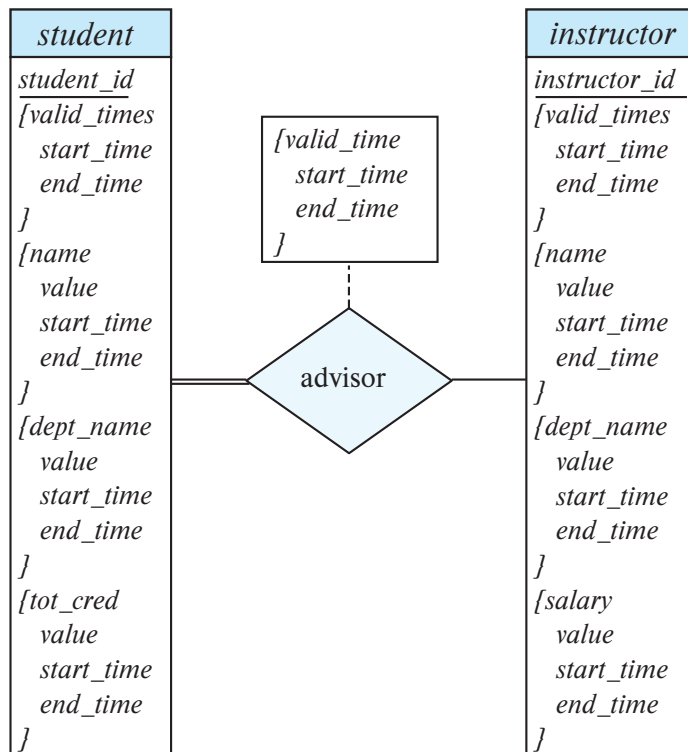 student
student_id
{valid_times
start_time
end_time
}
{name
value
start_time
end_time
}
{dept_name
value
start_time
end_time
}
{tot_cred
value
start_time
end_time
}
{valid_time
start_time
end_time
}
advisor
instructor
instructor_id
{valid_times
start_time
end_time
}
{name
value
start_time
end_time
}
{dept_name
value
start_time
end_time
}
{salary
value
start_time
end_time
}